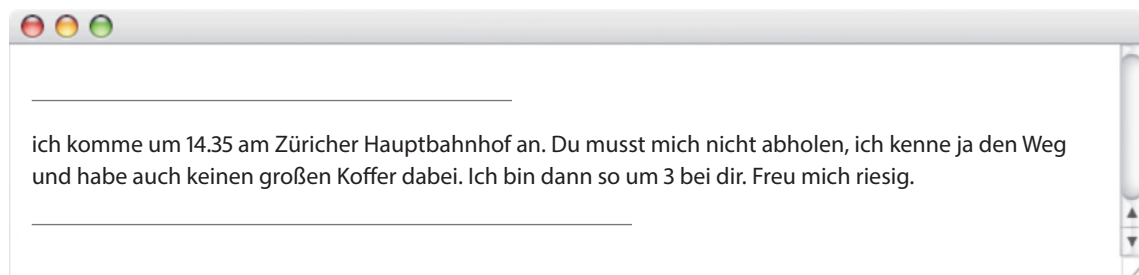 ich komme um 14.35 am Züricher Hauptbahnhof an. Du musst mich nicht abholen, ich kenne ja den Weg
und habe auch keinen großen Koffer dabei. Ich bin dann so um 3 bei dir. Freu mich riesig.